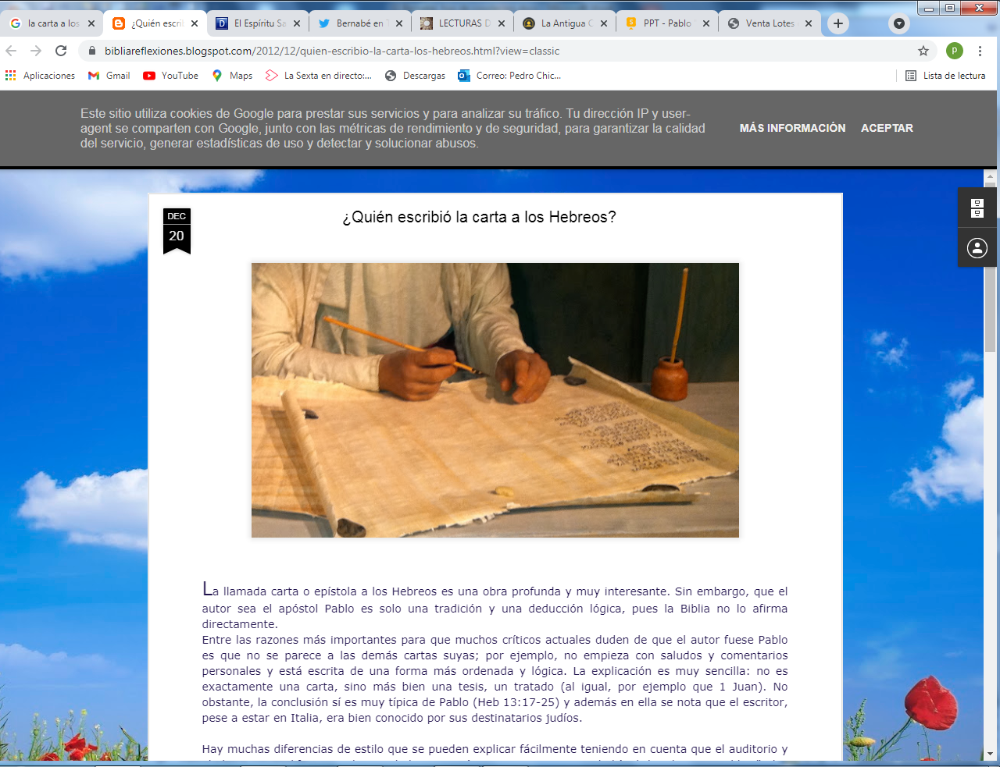 la carta a los
¿Quién escri
El Espíritu Sa
Bernabé en T
LECTURAS D
La Antigua C
PPT - Pablo
Venta Lotes
bibliareflexiones.blogspot.com/2012/12/quien-escribio-la-carta-los-hebreos.html?view=classic
p
Aplicaciones
Gmail
YouTube
Maps
La Sexta en directo:...
Descargas
Correo: Pedro Chic...
Lista de lectura
Este sitio utiliza cookies de Google para prestar sus servicios y para analizar su tráfico. Tu dirección IP y user-
agent se comparten con Google, junto con las métricas de rendimiento y de seguridad, para garantizar la calidad
del servicio, generar estadísticas de uso y detectar y solucionar abusos.
MÁS INFORMACIÓN
ACEPTAR
DEC
20
¿Quién escribió la carta a los Hebreos?
La llamada carta o epístola a los Hebreos es una obra profunda y muy interesante. Sin embargo, que el
autor sea el apóstol Pablo es solo una tradición y una deducción lógica, pues la Biblia no lo afirma
directamente.
Entre las razones más importantes para que muchos críticos actuales duden de que el autor fuese Pablo
es que no se parece a las demás cartas suyas; por ejemplo, no empieza con saludos y comentarios
personales y está escrita de una forma más ordenada y lógica. La explicación es muy sencilla: no es
exactamente una carta, sino más bien una tesis, un tratado (al igual, por ejemplo que 1 Juan). No
obstante, la conclusión sí es muy típica de Pablo (Heb 13:17-25) y además en ella se nota que el escritor,
pese a estar en Italia, era bien conocido por sus destinatarios judíos.
Hay muchas diferencias de estilo que se pueden explicar fácilmente teniendo en cuenta que el auditorio y